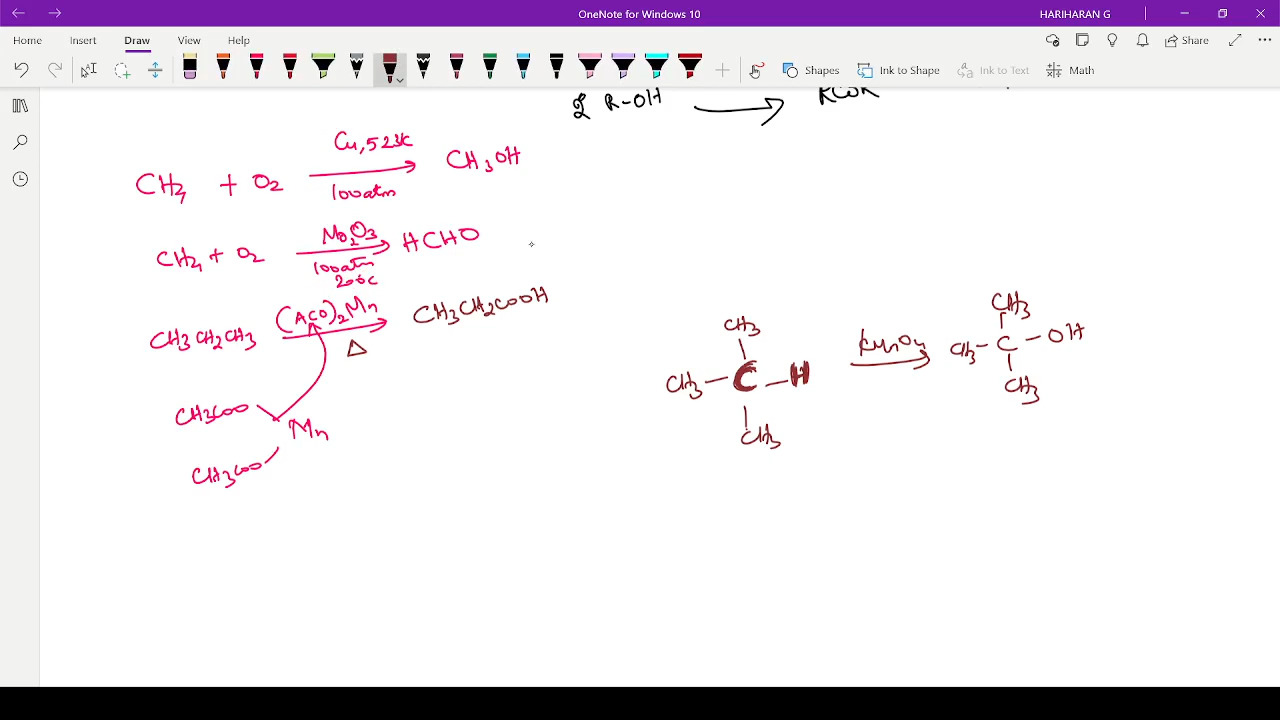 OneNote for Windows 10
HARIHARAN G
Home Insert Draw View Help
Share
Shapes Ink to Shape Ink to Text Math
2° R-OH RCOR
Cu, 523K
CH4 + O2 CH3OH
100atm
Mo2O3
CH4 + O2 HCHO
100atm
200c
(ACO)2Mn
CH3CH2CH3 CH3CH2COOH
Δ
CH3COO
Mn
CH3COO
CH3
CH3 - C - H
CH3
KMnO4
CH3
CH3 - C - OH
CH3